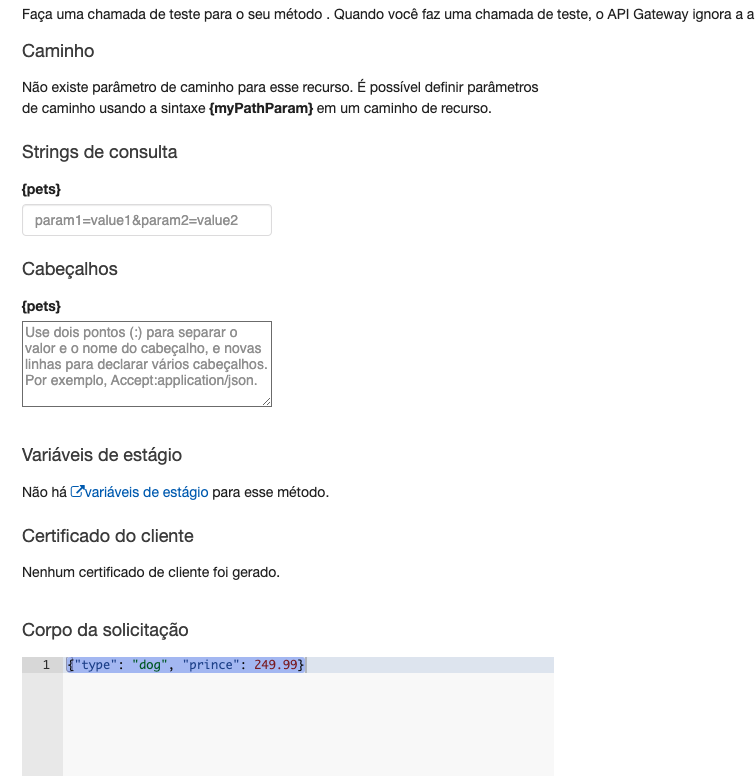 Faça uma chamada de teste para o seu método . Quando você faz uma chamada de teste, o API Gateway ignora a a
Caminho
Não existe parâmetro de caminho para esse recurso. É possível definir parâmetros
de caminho usando a sintaxe {myPathParam} em um caminho de recurso.
Strings de consulta
{pets}
param1=value1&param2=value2
Cabeçalhos
{pets}
Use dois pontos (:) para separar o
valor e o nome do cabeçalho, e novas
linhas para declarar vários cabeçalhos.
Por exemplo, Accept:application/json.
Variáveis de estágio
Não há variáveis de estágio para esse método.
Certificado do cliente
Nenhum certificado de cliente foi gerado.
Corpo da solicitação
1 {"type": "dog", "prince": 249.99}